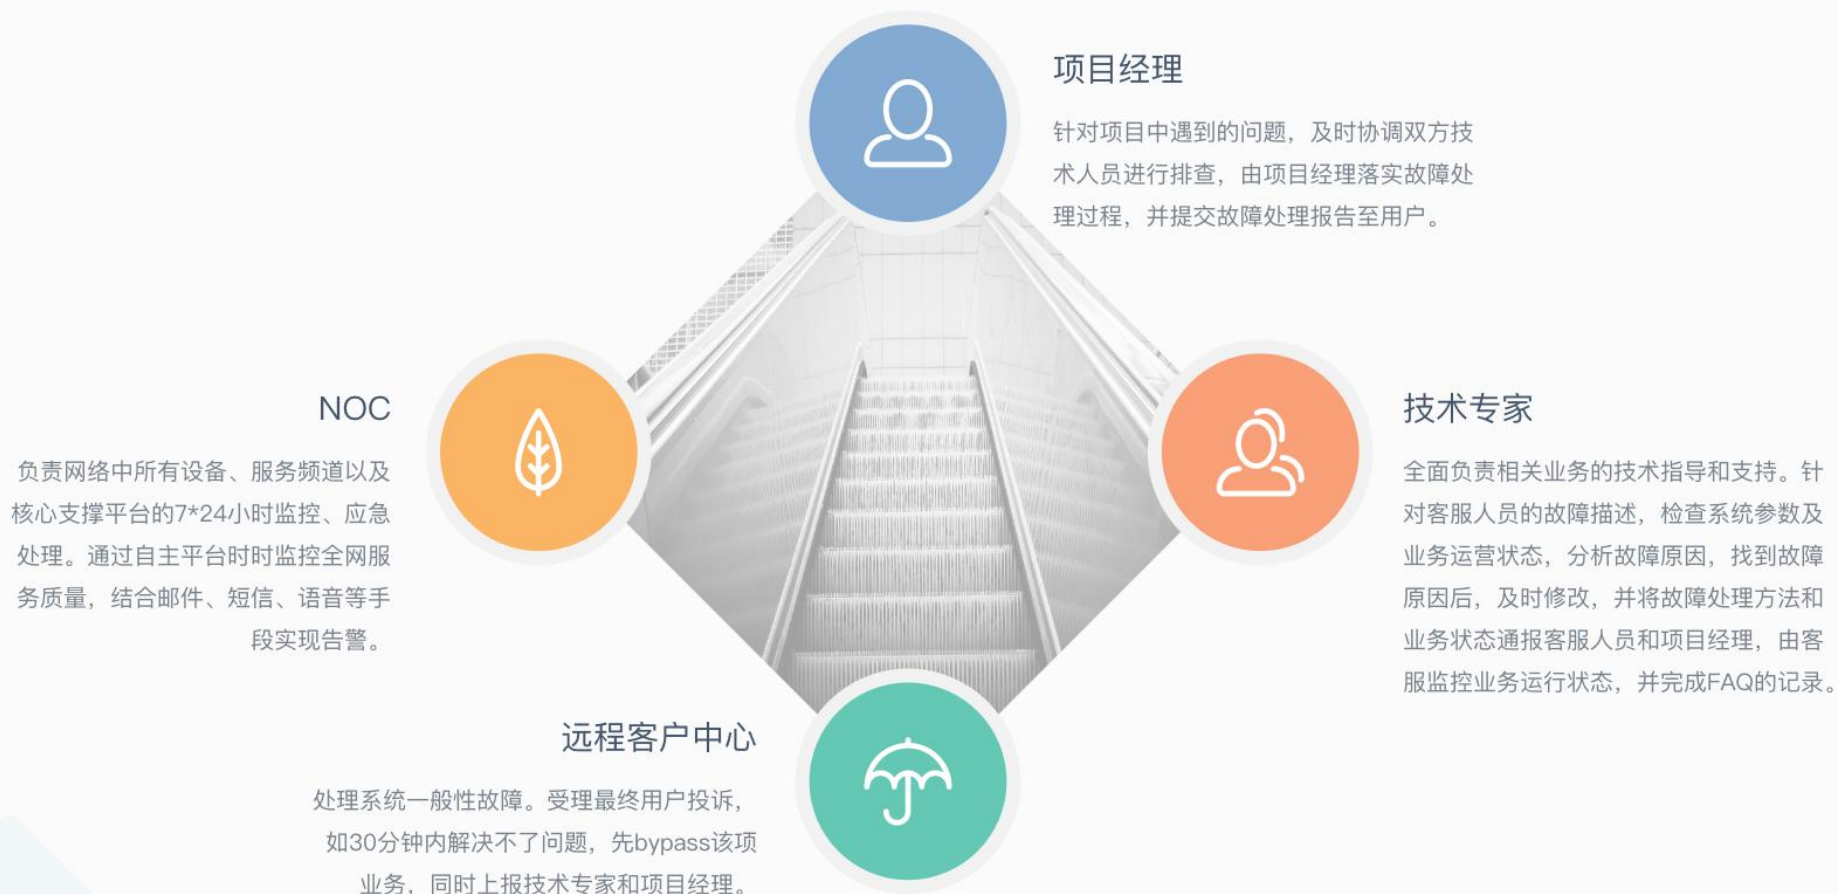 项目经理
针对项目中遇到的问题，及时协调双方技
术人员进行排查，由项目经理落实故障处
理过程，并提交故障处理报告至用户。
NOC
负责网络中所有设备、服务频道以及
核心支撑平台的7*24小时监控、应急
处理。通过自主平台时时监控全网服
务质量，结合邮件、短信、语音等手
段实现告警。
技术专家
全面负责相关业务的技术指导和支持。针
对客服人员的故障描述，检查系统参数及
业务运营状态，分析故障原因，找到故障
原因后，及时修改，并将故障处理方法和
业务状态通报客服人员和项目经理，由客
服监控业务运行状态，并完成FAQ的记录。
远程客户中心
处理系统一般性故障。受理最终用户投诉，
如30分钟内解决不了问题，先bypass该项
业务，同时上报技术专家和项目经理。